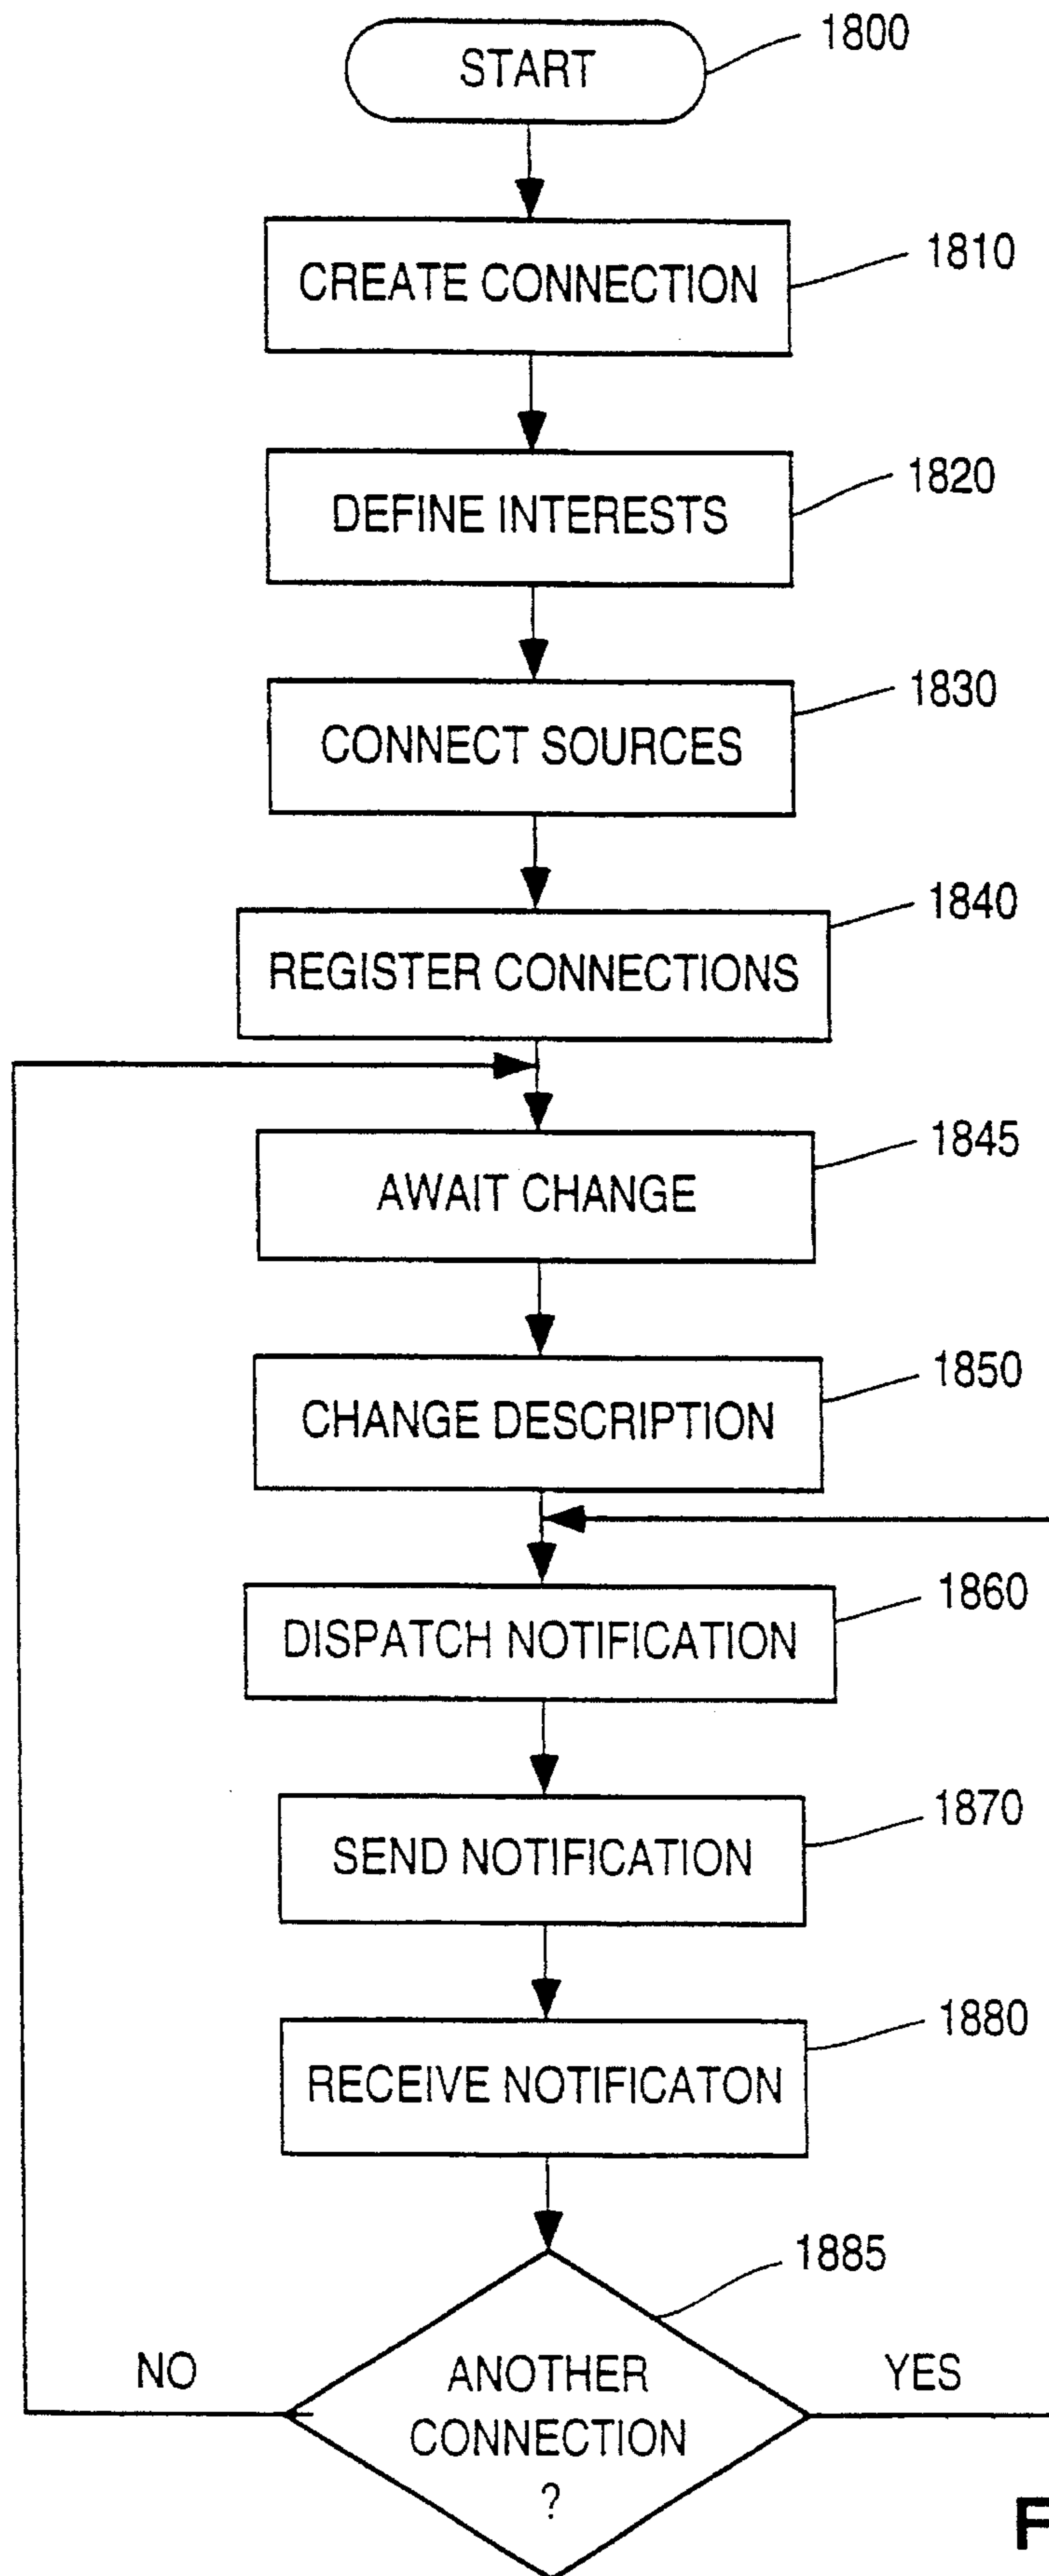 START
1800
CREATE CONNECTION
1810
DEFINE INTERESTS
1820
CONNECT SOURCES
1830
REGISTER CONNECTIONS
1840
AWAIT CHANGE
1845
CHANGE DESCRIPTION
1850
DISPATCH NOTIFICATION
1860
SEND NOTIFICATION
1870
RECEIVE NOTIFICATON
1880
1885
NO
ANOTHER
CONNECTION
?
YES
F